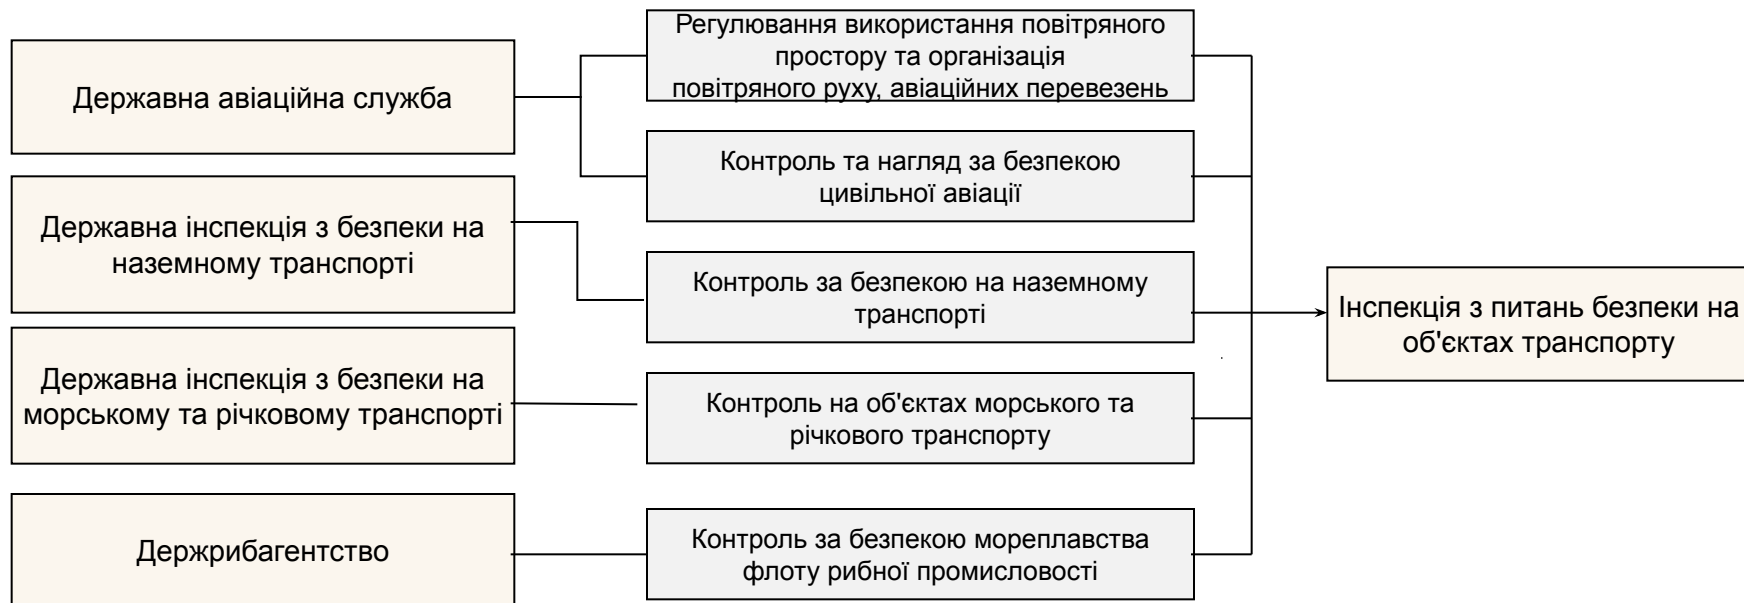 Державна авіаційна служба
Державна інспекція з безпеки на
наземному транспорті
Державна інспекція з безпеки на
морському та річковому транспорті
Держрибагентство
Регулювання використання повітряного
простору та організація
повітряного руху, авіаційних перевезень
Контроль та нагляд за безпекою
цивільної авіації
Контроль за безпекою на наземному
транспорті
Контроль на об'єктах морського та
річкового транспорту
Контроль за безпекою мореплавства
флоту рибної промисловості
Інспекція з питань безпеки на
об'єктах транспорту